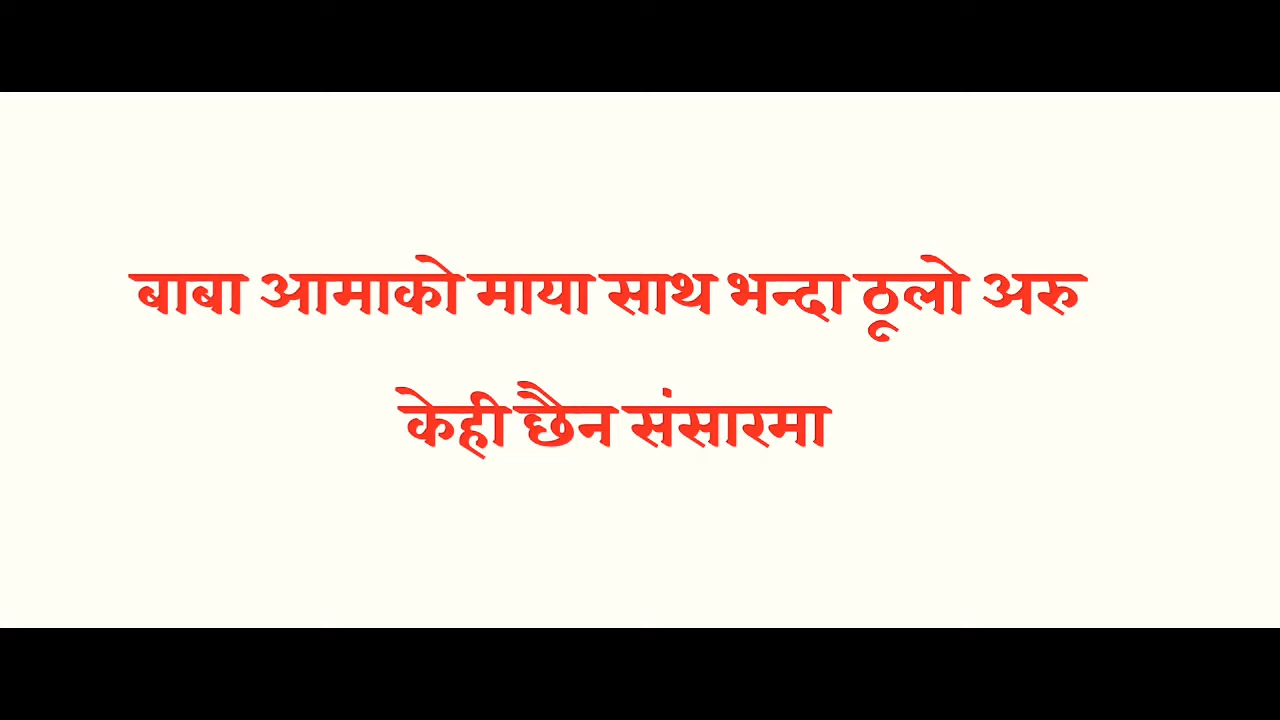 बाबा आमाको माया साथ भन्दा ठूलो अरु
केही छैन संसारमा